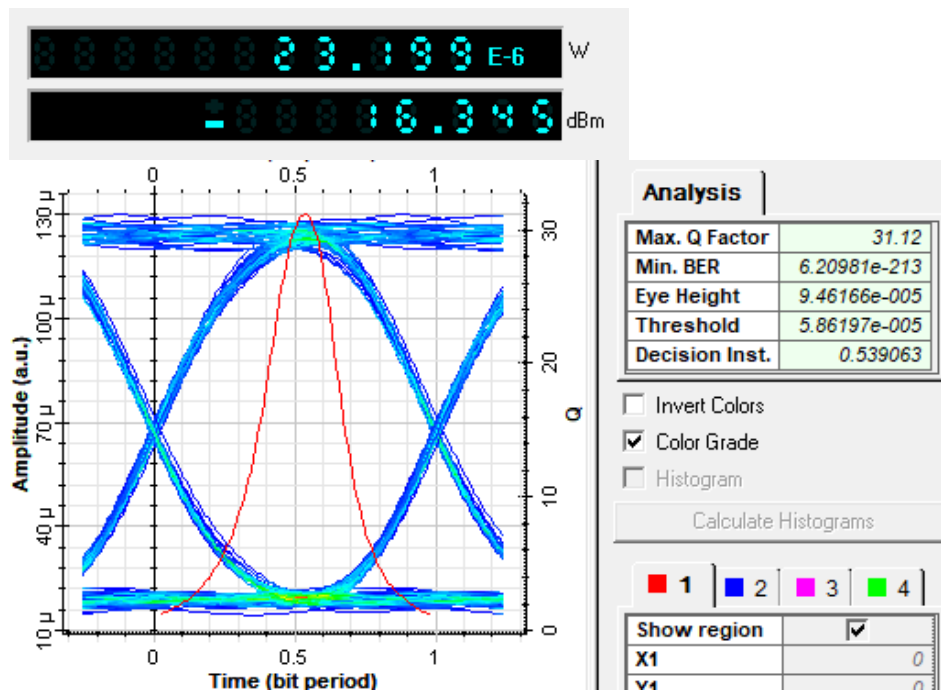 23.199 E-6 W
- 16.345 dBm
0 0.5 1
Analysis
Max. Q Factor 31.12
Min. BER 6.20981e-213
Eye Height 9.46166e-005
Threshold 5.86197e-005
Decision Inst. 0.539063
Invert Colors
Color Grade
Histogram
Calculate Histograms
1 2 3 4
Show region
X1 0
Amplitude (a.u.)
130 µ
100 µ
70 µ
40 µ
10 µ
Q
30
20
10
0
0 0.5 1
Time (bit period)